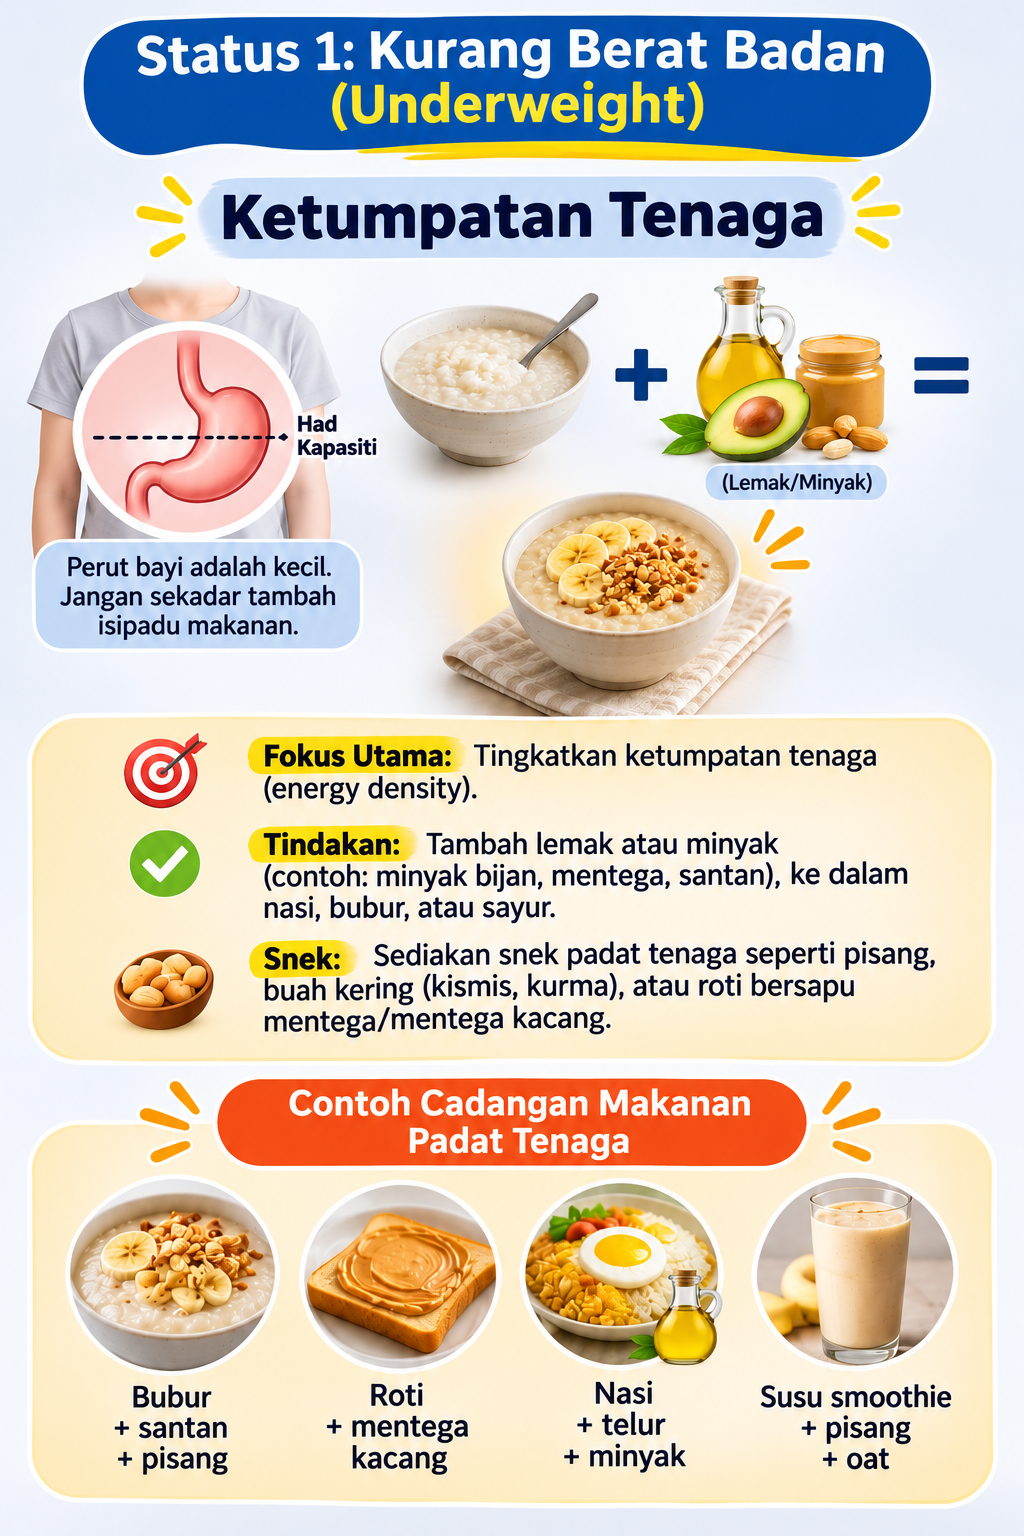 Status 1: Kurang Berat Badan
(Underweight)
Ketumpatan Tenaga
Had
Kapasiti
(Lemak/Minyak)
Perut bayi adalah kecil.
Jangan sekadar tambah
isipadu makanan.
Fokus Utama: Tingkatkan ketumpatan tenaga
(energy density).
Tindakan: Tambah lemak atau minyak
(contoh: minyak bijan, mentega, santan), ke dalam
nasi, bubur, atau sayur.
Snek: Sediakan snek padat tenaga seperti pisang,
buah kering (kismis, kurma), atau roti bersapu
mentega/mentega kacang.
Contoh Cadangan Makanan
Padat Tenaga
Bubur
+ santan
+ pisang
Roti
+ mentega
kacang
Nasi
+ telur
+ minyak
Susu smoothie
+ pisang
+ oat